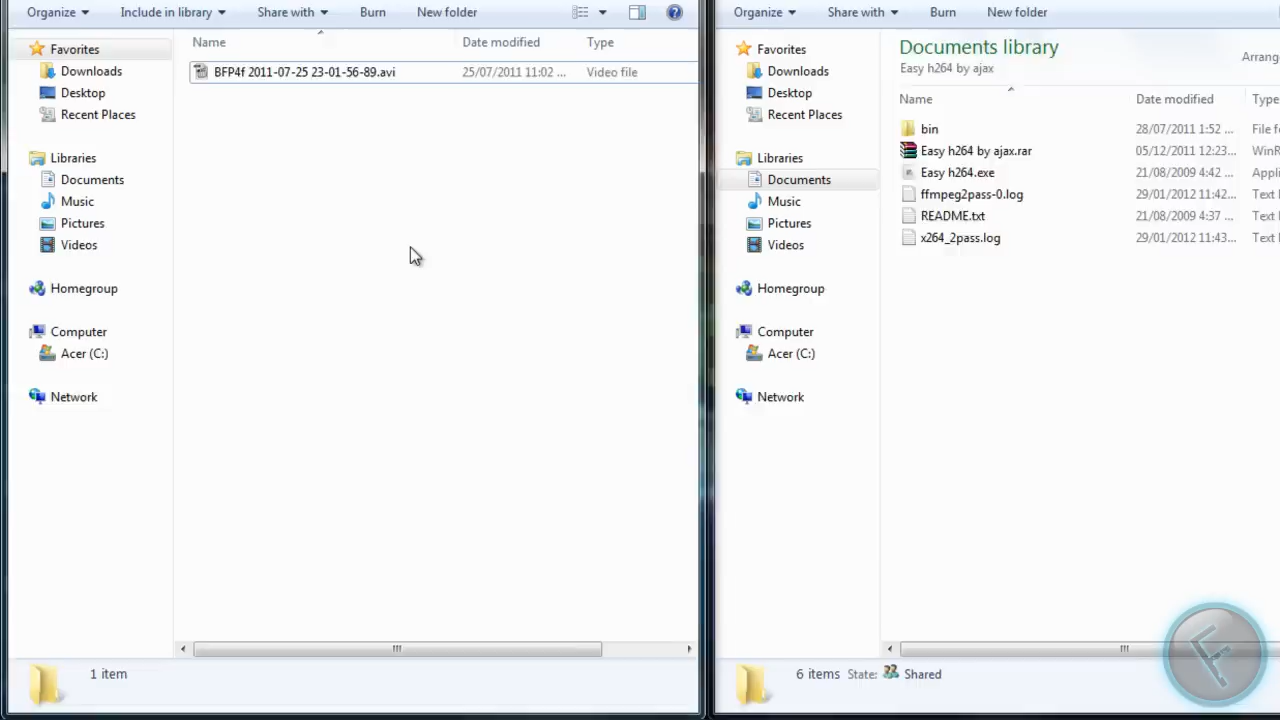 Organize Include in library Share with Burn New folder
Name Date modified Type
Favorites
Downloads
Desktop
Recent Places
Libraries
Documents
Music
Pictures
Videos
Homegroup
Computer
Acer (C:)
Network
BFP4f 2011-07-25 23-01-56-89.avi 25/07/2011 11:02 ... Video file
1 item
Organize Share with Burn New folder
Documents library
Easy h264 by ajax
Arrang
Name Date modified Type
Favorites
Downloads
Desktop
Recent Places
Libraries
Documents
Music
Pictures
Videos
Homegroup
Computer
Acer (C:)
Network
bin 28/07/2011 1:52 ... File f
Easy h264 by ajax.rar 05/12/2011 12:23... WinR
Easy h264.exe 21/08/2009 4:42 ... Appli
ffmpeg2pass-0.log 29/01/2012 11:42... Text
README.txt 21/08/2009 4:37 ... Text
x264_2pass.log 29/01/2012 11:43... Text
6 items State: Shared